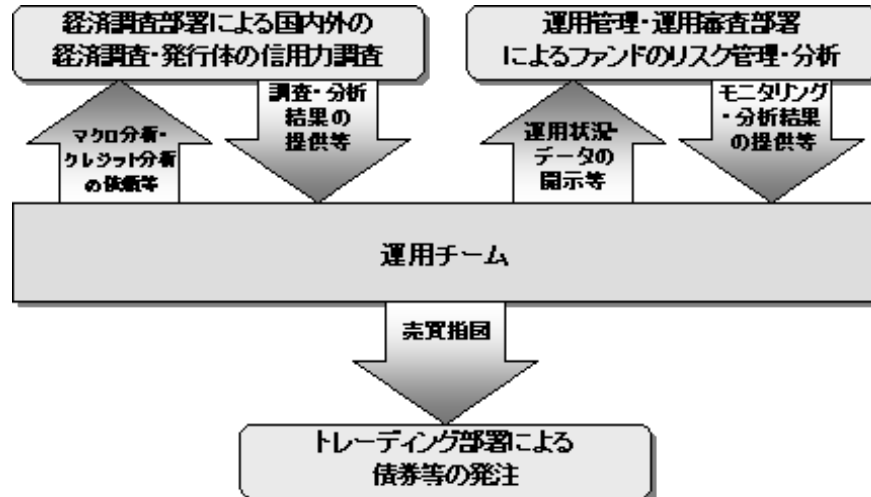 経済調査部署による国内外の
経済調査・発行体の信用力調査
運用管理・運用審査部署
によるファンドのリスク管理・分析
マクロ分析・
クレジット分析
の依頼等
調査・分析
結果の
提供等
運用状況・
データの
開示等
モニタリング
・分析結果
の提供等
運用チーム
売買指図
トレーディング部署による
債券等の発注